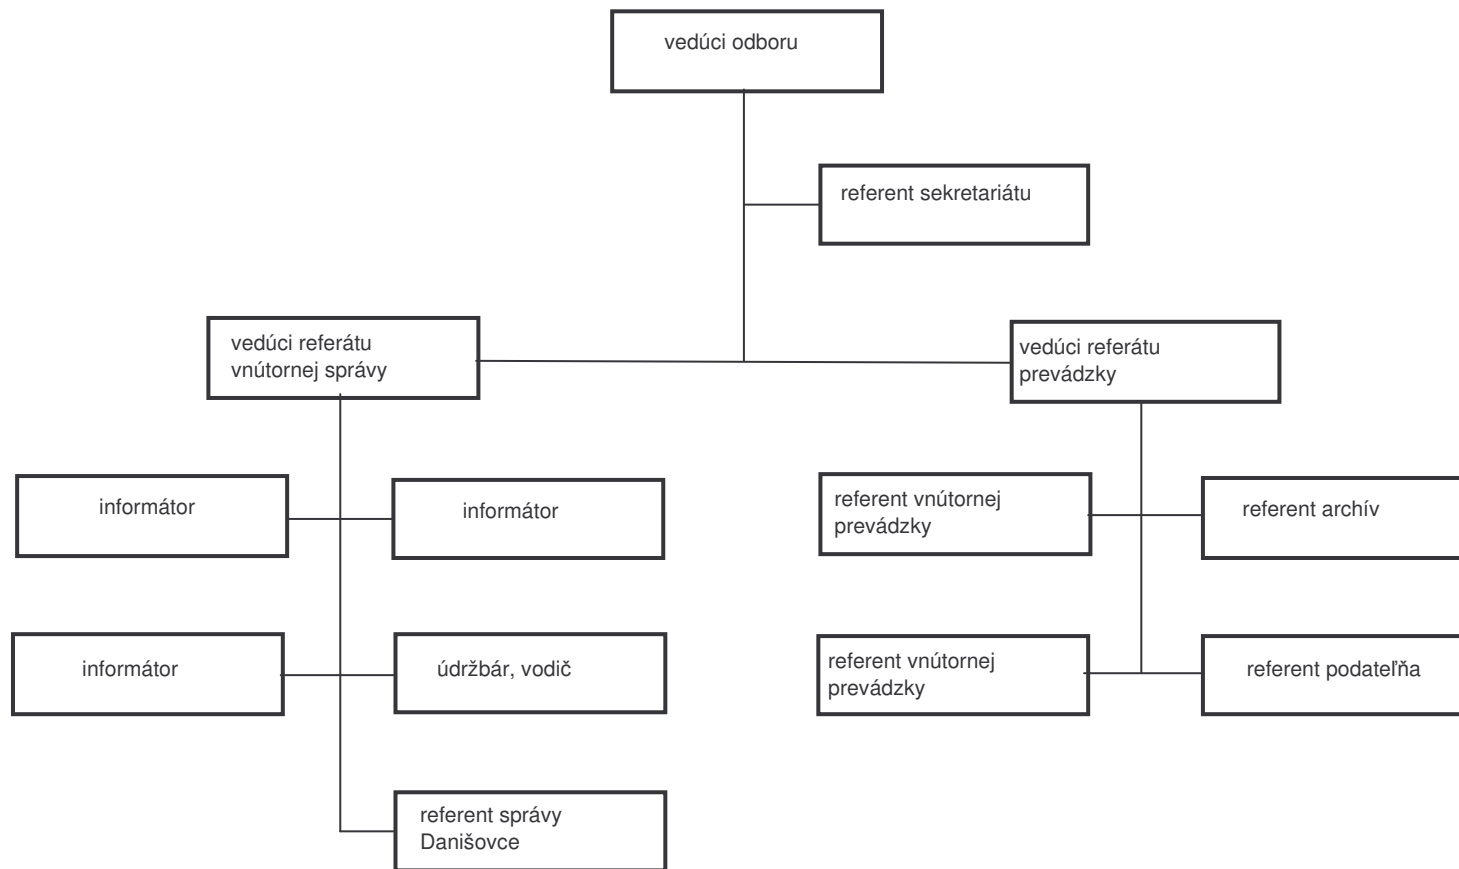 vedúci odboru
referent sekretariátu
vedúci referátu
vnútornej správy
vedúci referátu
prevádzky
informátor
informátor
referent vnútornej
prevádzky
referent archív
informátor
údržbár, vodič
referent vnútornej
prevádzky
referent podateľňa
referent správy
Danišovce